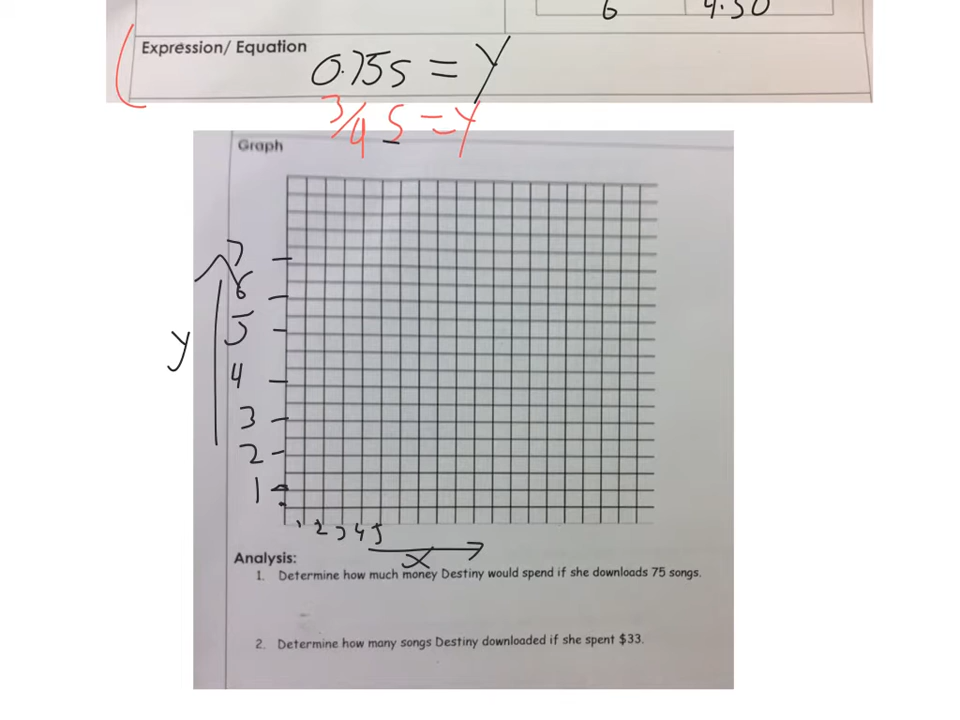 6 4.50
Expression/ Equation
0.75s = y
3/4 s = y
Graph
7
6
5
y
4
3
2
1
1 2 3 4 5
x
Analysis:
1. Determine how much money Destiny would spend if she downloads 75 songs.
2. Determine how many songs Destiny downloaded if she spent $33.